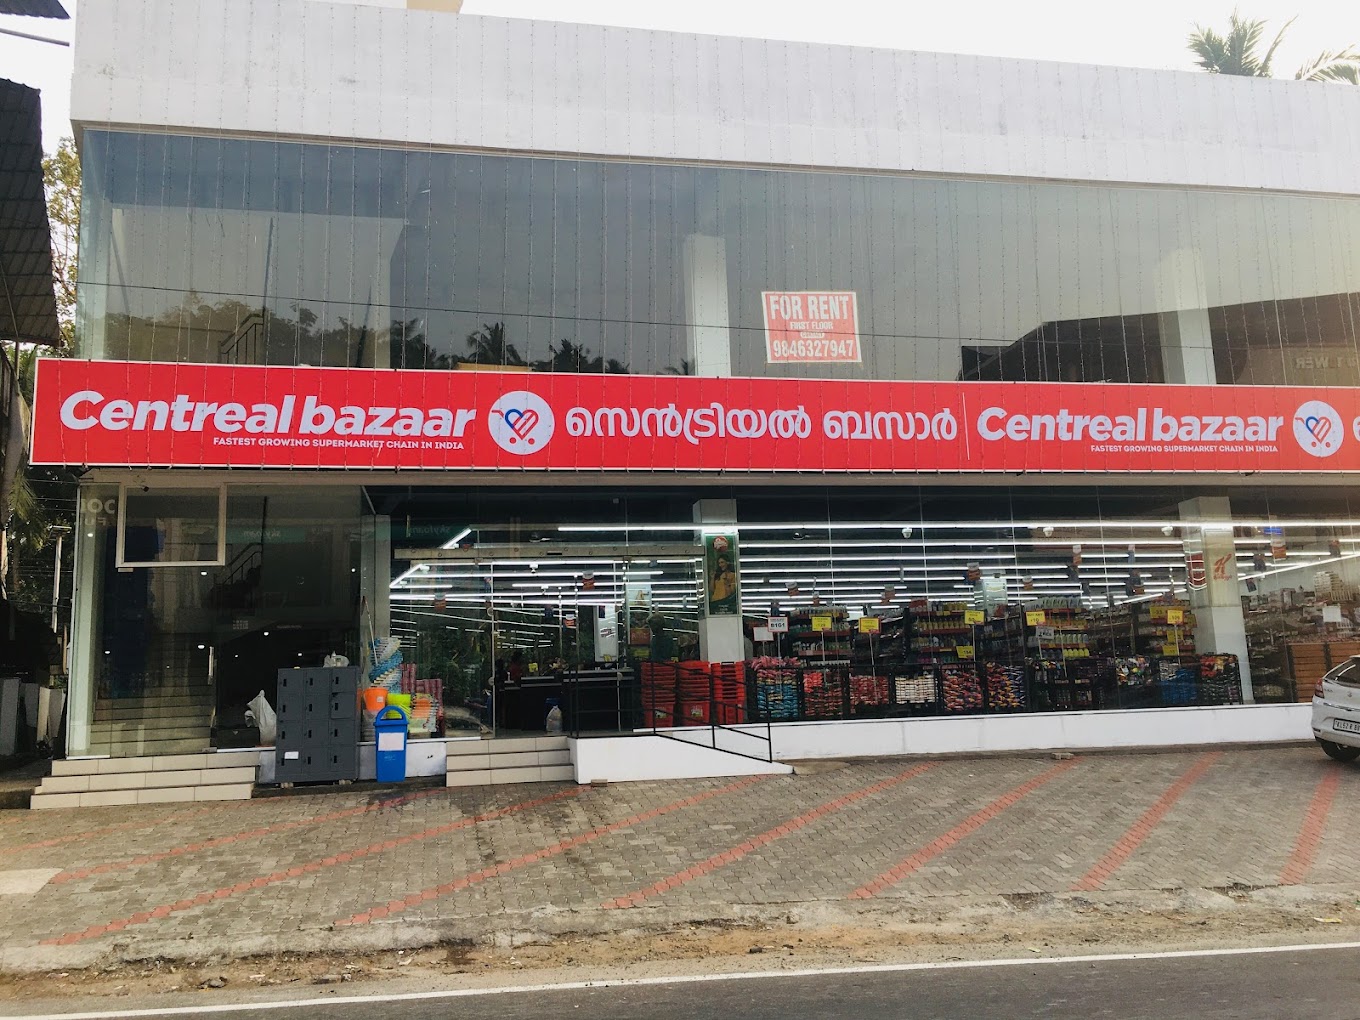 FOR RENT
FIRST FLOOR
9846327947
Centreal bazaar
FASTEST GROWING SUPERMARKET CHAIN IN INDIA
സെൻട്രിയൽ ബസാർ
Centreal bazaar
FASTEST GROWING SUPERMARKET CHAIN IN INDIA